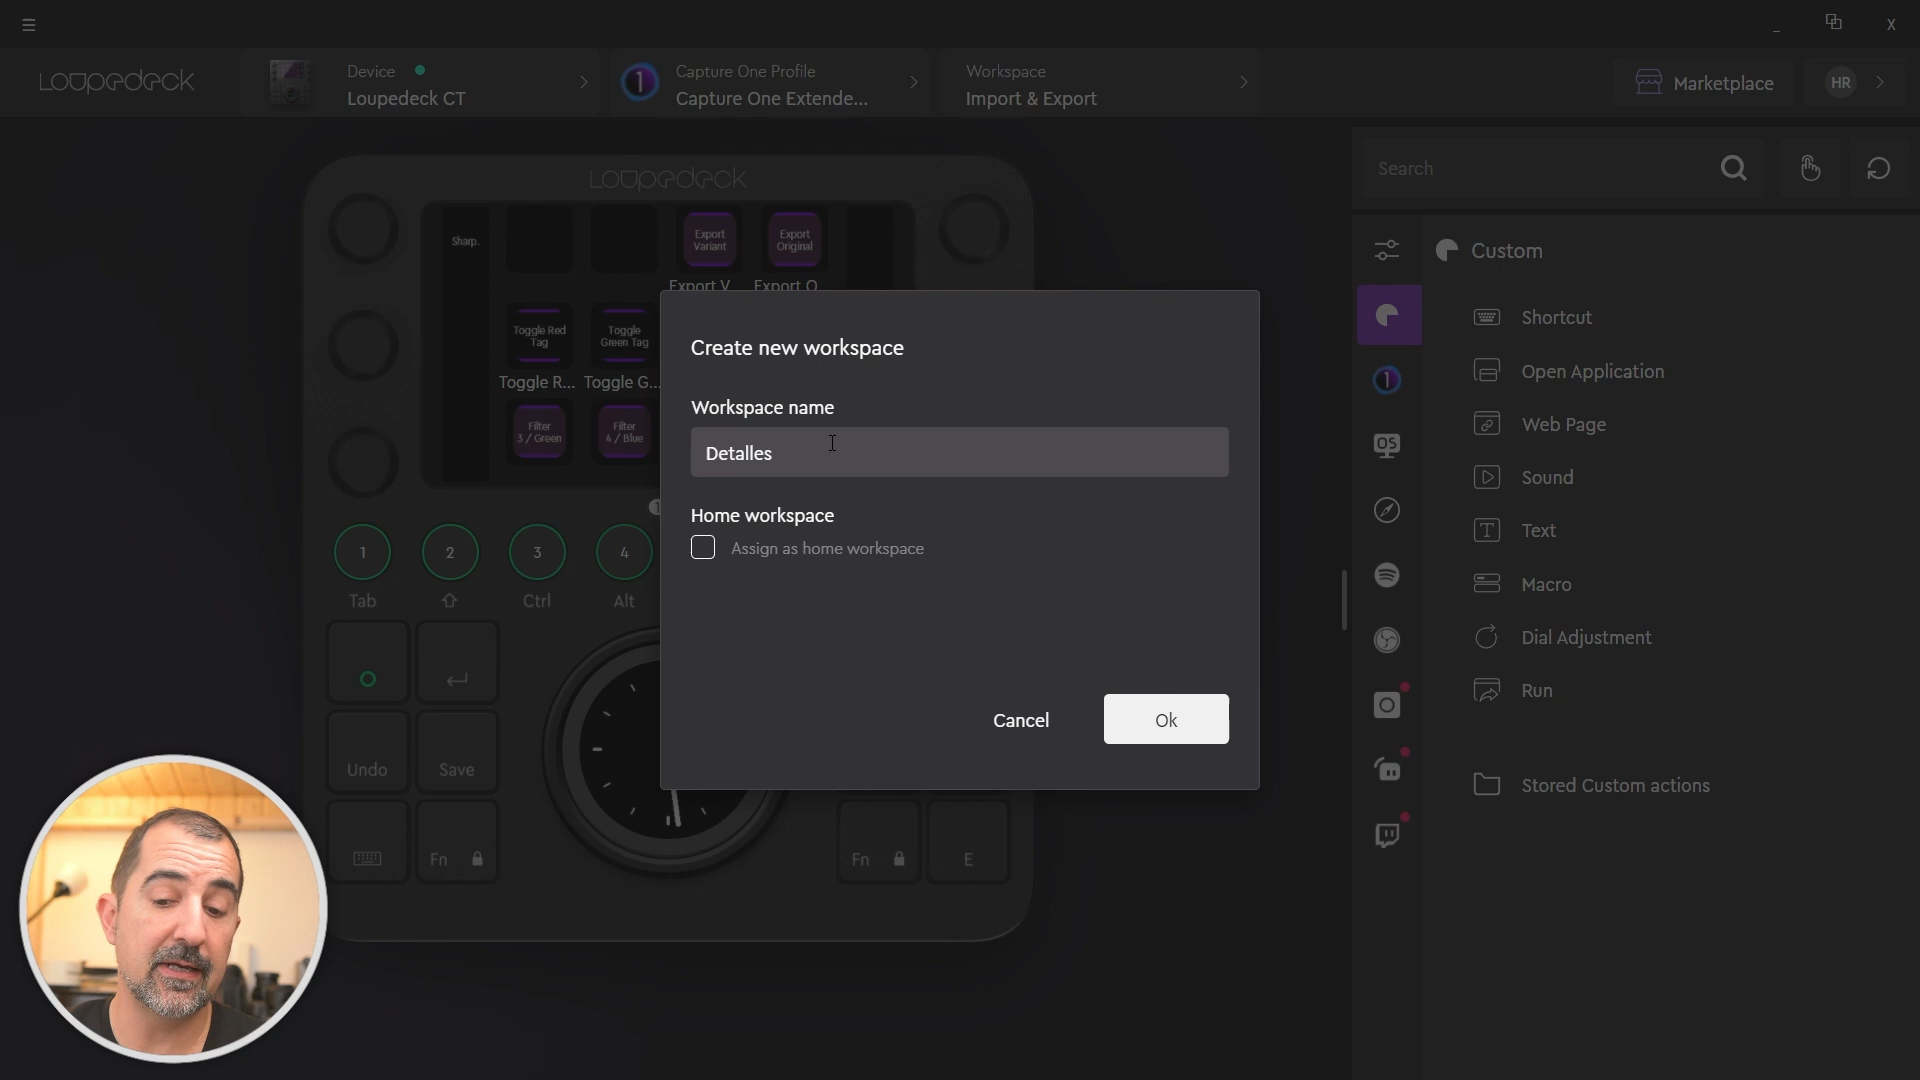 X
Loupedeck
Device
Loupedeck CT
Capture One Profile
Capture One Extende...
Workspace
Import & Export
Marketplace
HR
Search
Loupedeck
Sharp.
Export
Variant
Export
Original
Export V...
Export O...
Toggle Red
Tag
Toggle
Green Tag
Toggle R...
Toggle G...
Filter
3 / Green
Filter
4 / Blue
1
1
2
3
4
Tab
Ctrl
Alt
Undo
Save
Fn
Fn
E
Create new workspace
Workspace name
Detalles
Home workspace
Assign as home workspace
Cancel
Ok
1
OS
Custom
Shortcut
Open Application
Web Page
Sound
Text
Macro
Dial Adjustment
Run
Stored Custom actions